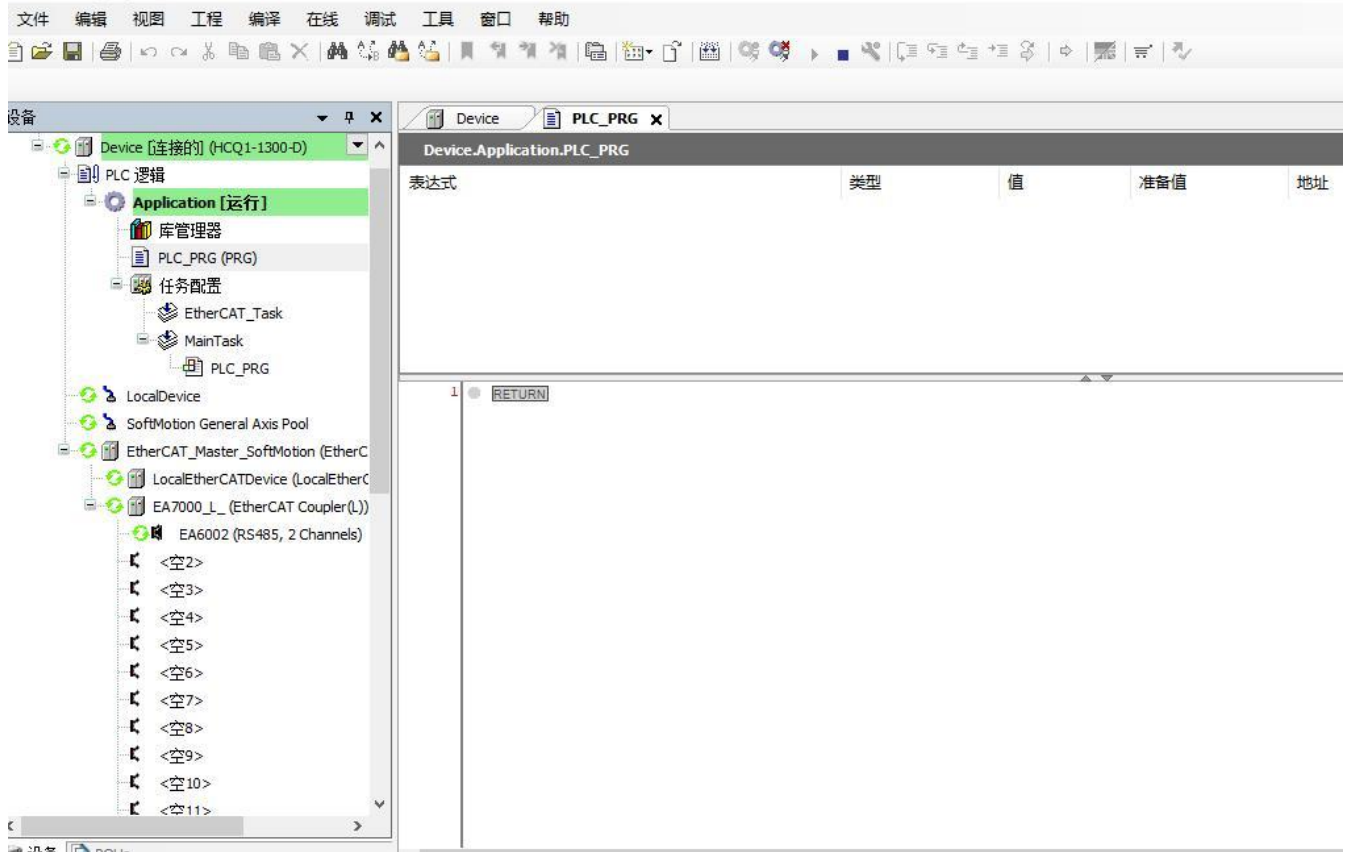 文件 编辑 视图 工程 编译 在线 调试 工具 窗口 帮助
设备
Device PLC_PRG
Device [连接的] (HCQ1-1300-D)
Device.Application.PLC_PRG
PLC 逻辑
表达式 类型 值 准备值 地址
Application [运行]
库管理器
PLC_PRG (PRG)
任务配置
EtherCAT_Task
MainTask
PLC_PRG
1 RETURN
LocalDevice
SoftMotion General Axis Pool
EtherCAT_Master_SoftMotion (EtherC
LocalEtherCATDevice (LocalEtherC
EA7000_L_ (EtherCAT Coupler(L))
EA6002 (RS485, 2 Channels)
<空2>
<空3>
<空4>
<空5>
<空6>
<空7>
<空8>
<空9>
<空10>
<空11>